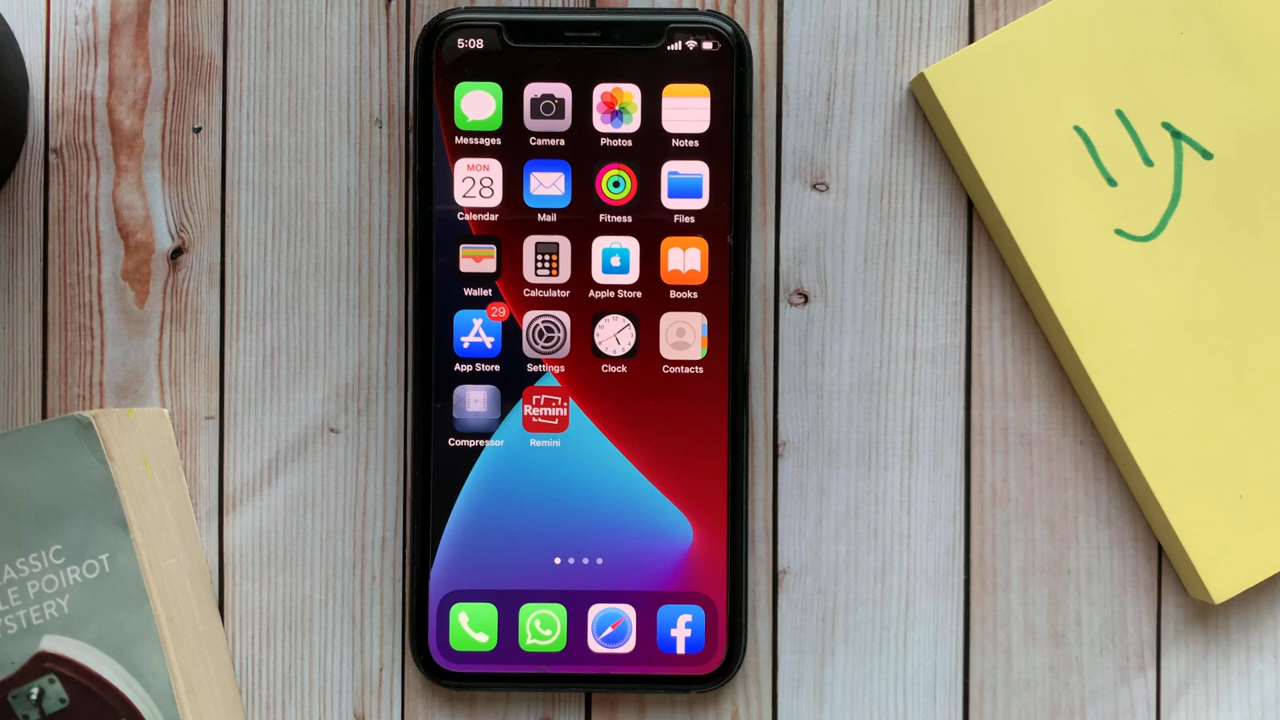 5:08
Messages Camera Photos Notes
MON
28
Calendar Mail Fitness Files
Wallet Calculator Apple Store Books
29
App Store Settings Clock Contacts
Remini
Compressor Remini
ASSIC
LE POIROT
YSTERY